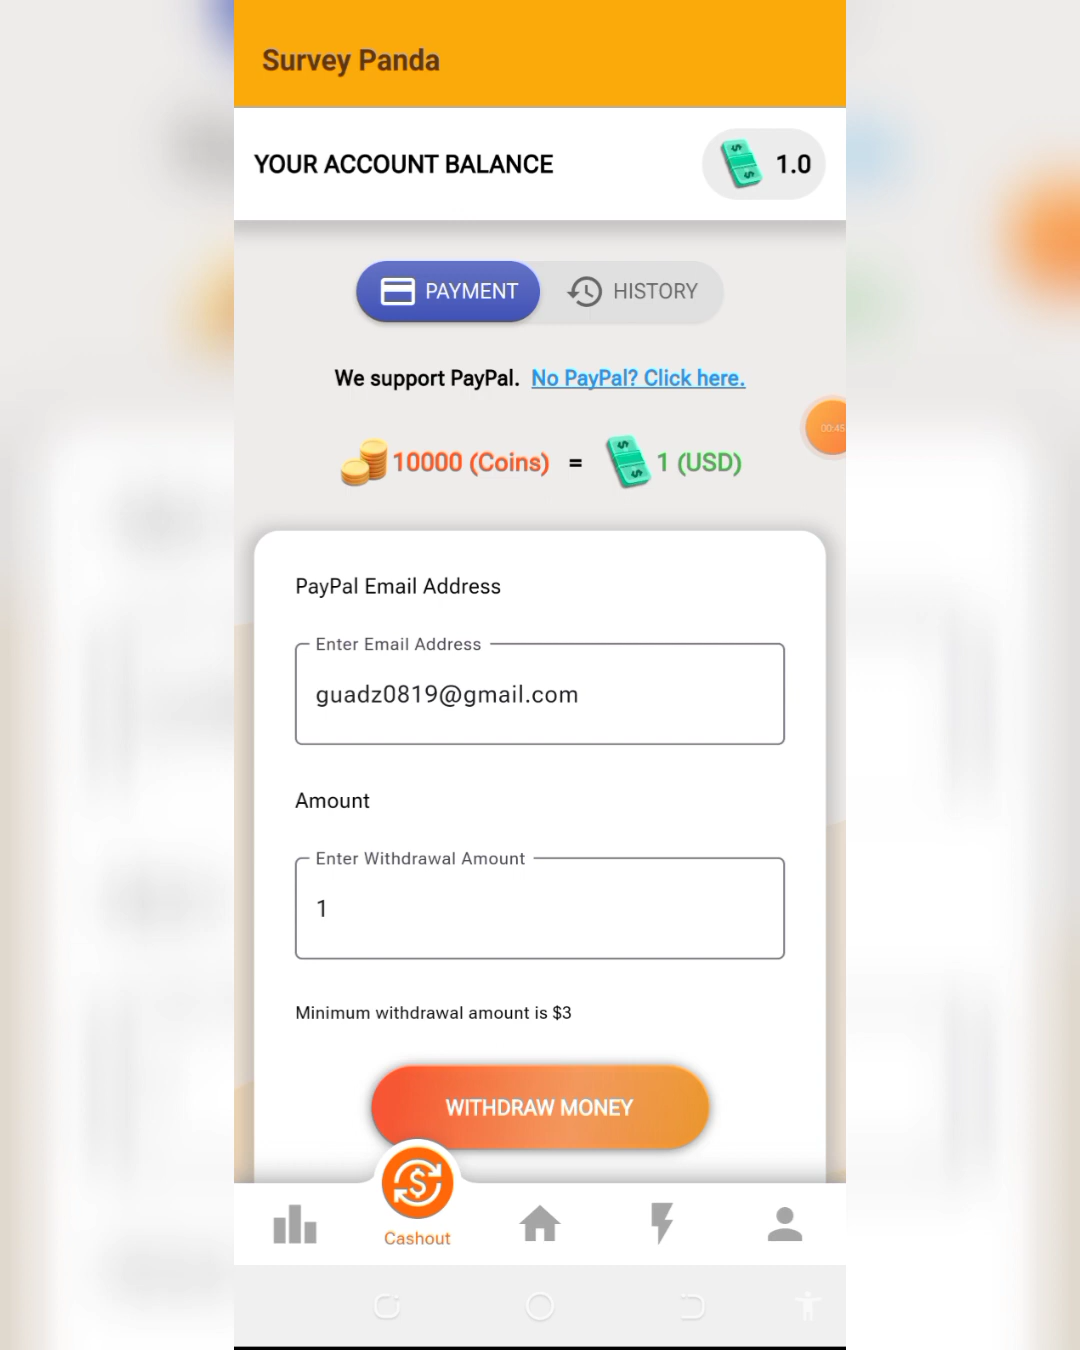 Survey Panda
YOUR ACCOUNT BALANCE
1.0
PAYMENT
HISTORY
We support PayPal. No PayPal? Click here.
10000 (Coins) = 1 (USD)
00:45
PayPal Email Address
Enter Email Address
guadz0819@gmail.com
Amount
Enter Withdrawal Amount
1
Minimum withdrawal amount is $3
WITHDRAW MONEY
Cashout